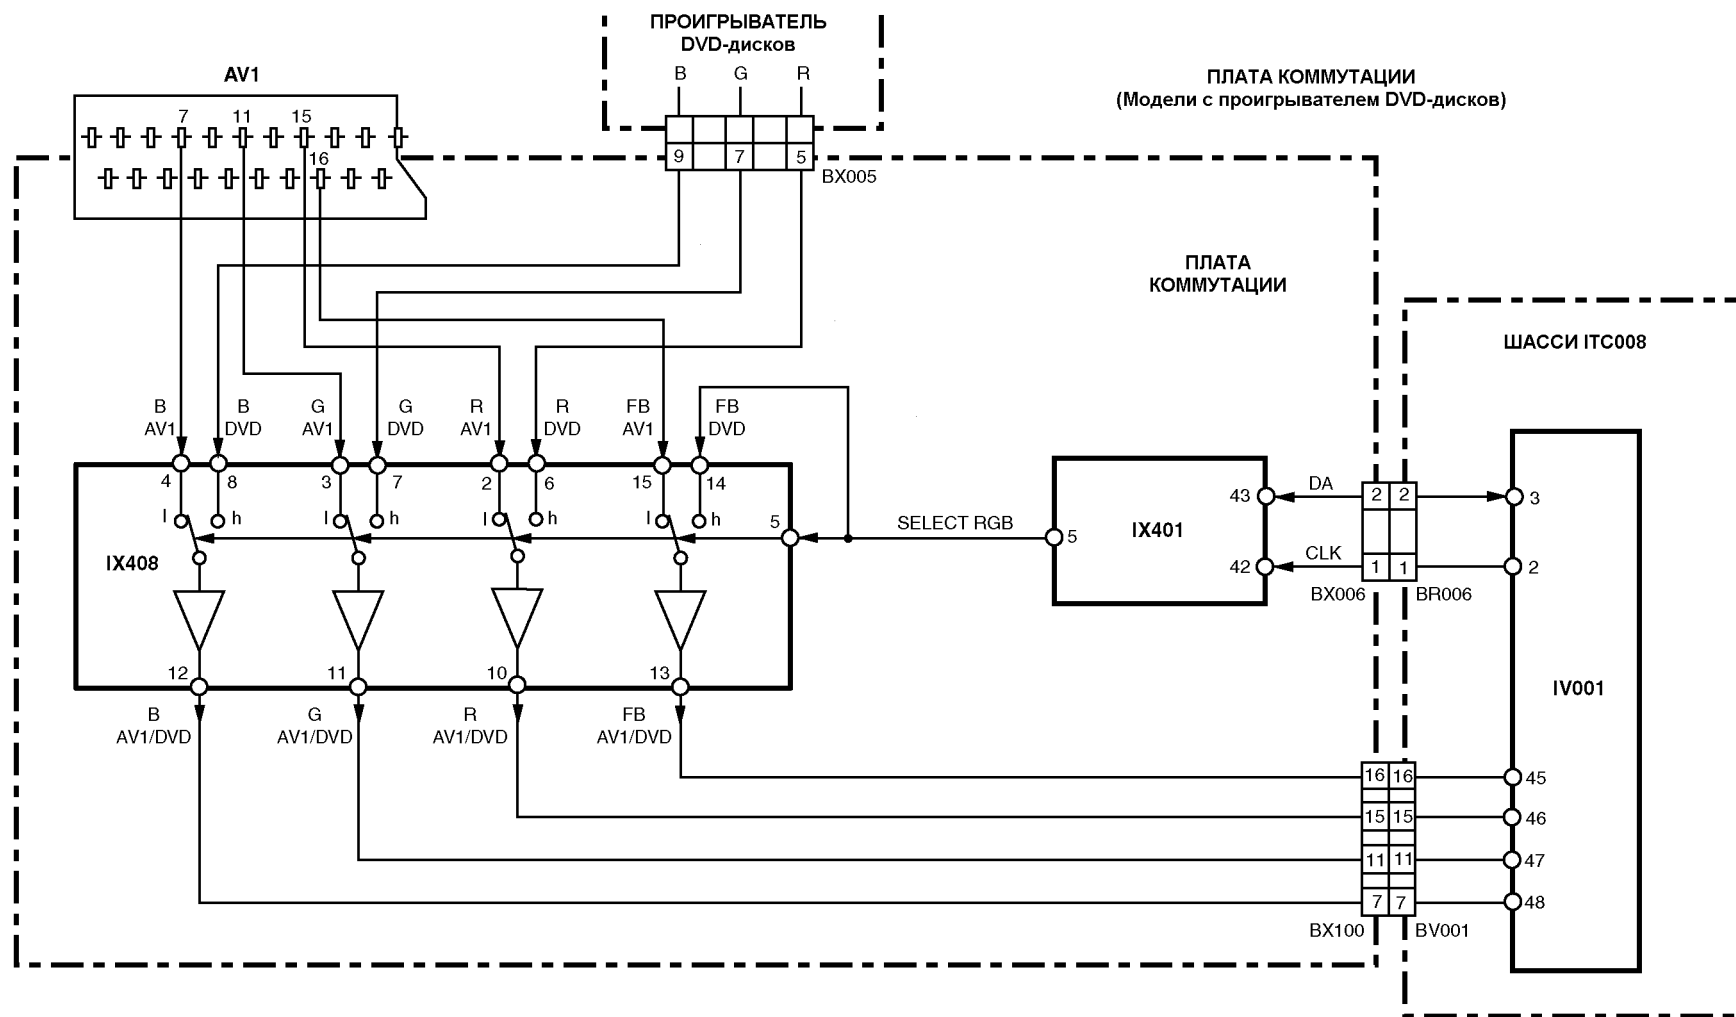 ПРОИГРЫВАТЕЛЬ
DVD-дисков
B G R
AV1
ПЛАТА КОММУТАЦИИ
(Модели с проигрывателем DVD-дисков)
7 11 15
16
9 7 5
BX005
ПЛАТА
КОММУТАЦИИ
ШАССИ ITC008
B B G G R R FB FB
AV1 DVD AV1 DVD AV1 DVD AV1 DVD
4 8 3 7 2 6 15 14
l h l h l h l h
5
SELECT RGB
5
IX401
43
DA
2 2
3
42
CLK
1 1
2
BX006 BR006
IX408
12 11 10 13
IV001
B G R FB
AV1/DVD AV1/DVD AV1/DVD AV1/DVD
16 16 45
15 15 46
11 11 47
7 7 48
BX100 BV001